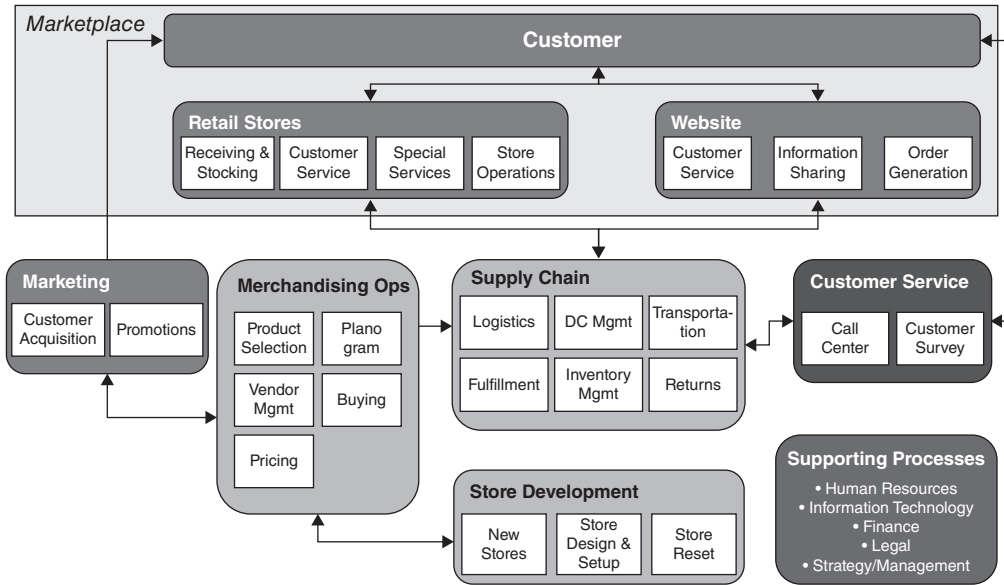 Marketplace
Customer
Retail Stores
Receiving &
Stocking
Customer
Service
Special
Services
Store
Operations
Website
Customer
Service
Information
Sharing
Order
Generation
Marketing
Customer
Acquisition
Promotions
Merchandising Ops
Product
Selection
Plano
gram
Vendor
Mgmt
Buying
Pricing
Supply Chain
Logistics
DC Mgmt
Transporta-
tion
Fulfillment
Inventory
Mgmt
Returns
Customer Service
Call
Center
Customer
Survey
Store Development
New
Stores
Store
Design &
Setup
Store
Reset
Supporting Processes
• Human Resources
• Information Technology
• Finance
• Legal
• Strategy/Management